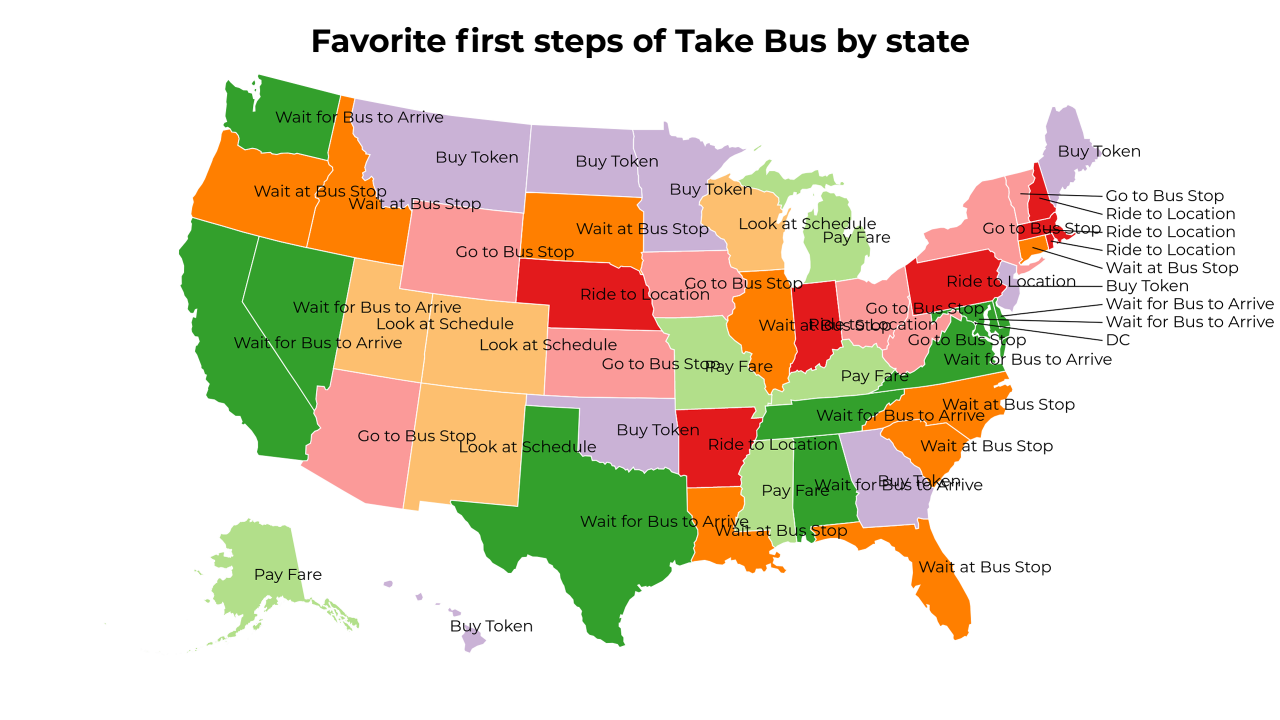 Favorite first steps of Take Bus by state
Wait for Bus to Arrive
Buy Token
Buy Token
Buy Token
Buy Token
Wait at Bus Stop
Wait at Bus Stop
Go to Bus Stop
Ride to Location
Look at Schedule
Pay Fare
Wait at Bus Stop
Go to Bus Stop
Go to Bus Stop
Ride to Location
Ride to Location
Wait at Bus Stop
Go to Bus Stop
Ride to Location
Go to Bus Stop
Ride to Location
Buy Token
Ride to Location
Wait for Bus to Arrive
Look at Schedule
Wait for Bus to Arrive
Wait at Bus Stop
Ride to Location
Go to Bus Stop
Wait for Bus to Arrive
DC
Wait for Bus to Arrive
Look at Schedule
Go to Bus Stop
Wait for Bus to Arrive
Go to Bus Stop
Pay Fare
Pay Fare
Wait at Bus Stop
Wait for Bus to Arrive
Go to Bus Stop
Look at Schedule
Buy Token
Ride to Location
Wait at Bus Stop
Pay Fare
Wait for Bus to Arrive
Buy Token
Wait for Bus to Arrive
Wait at Bus Stop
Wait at Bus Stop
Pay Fare
Buy Token